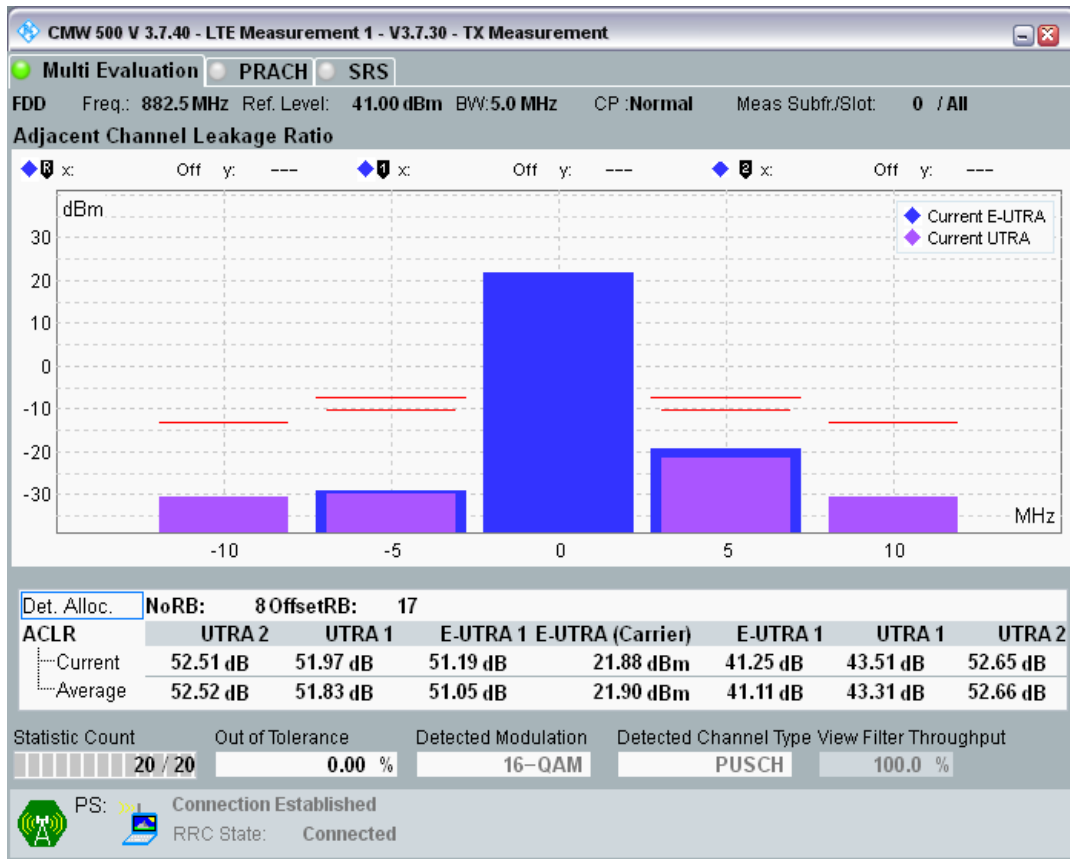 CMW 500 V 3.7.40 - LTE Measurement 1 - V3.7.30 - TX Measurement
Multi Evaluation PRACH SRS
FDD Freq.: 882.5 MHz Ref. Level: 41.00 dBm BW:5.0 MHz CP :Normal Meas Subfr./Slot: 0 / All
Adjacent Channel Leakage Ratio
R x: Off y: --- 1 x: Off y: --- 2 x: Off y: ---
dBm
Current E-UTRA
Current UTRA
30
20
10
0
-10
-20
-30
MHz
-10 -5 0 5 10
Det. Alloc. NoRB: 8 OffsetRB: 17
ACLR UTRA 2 UTRA 1 E-UTRA 1 E-UTRA (Carrier) E-UTRA 1 UTRA 1 UTRA 2
Current 52.51 dB 51.97 dB 51.19 dB 21.88 dBm 41.25 dB 43.51 dB 52.65 dB
Average 52.52 dB 51.83 dB 51.05 dB 21.90 dBm 41.11 dB 43.31 dB 52.66 dB
Statistic Count Out of Tolerance Detected Modulation Detected Channel Type View Filter Throughput
20 / 20 0.00 % 16-QAM PUSCH 100.0 %
PS: Connection Established
RRC State: Connected